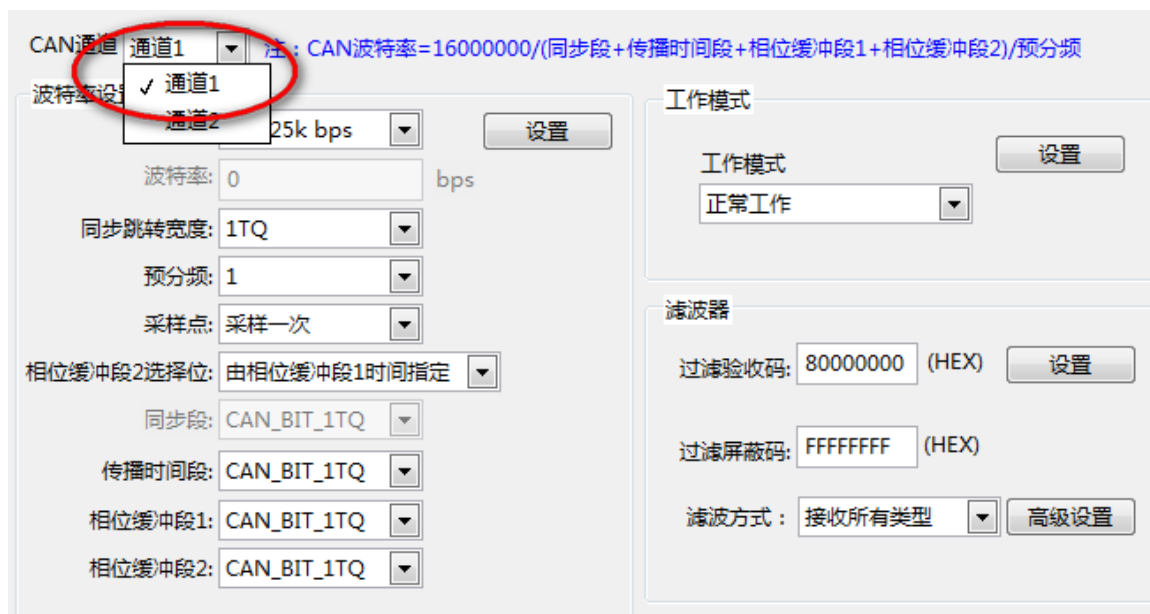 CAN通道 通道1 注：CAN波特率=16000000/(同步段+传播时间段+相位缓冲段1+相位缓冲段2)/预分频
✓ 通道1
通道2
波特率设
25k bps 设置
波特率: 0 bps
同步跳转宽度: 1TQ
预分频: 1
采样点: 采样一次
相位缓冲段2选择位: 由相位缓冲段1时间指定
同步段: CAN_BIT_1TQ
传播时间段: CAN_BIT_1TQ
相位缓冲段1: CAN_BIT_1TQ
相位缓冲段2: CAN_BIT_1TQ
工作模式
工作模式 设置
正常工作
滤波器
过滤验收码: 80000000 (HEX) 设置
过滤屏蔽码: FFFFFFFF (HEX)
滤波方式： 接收所有类型 高级设置